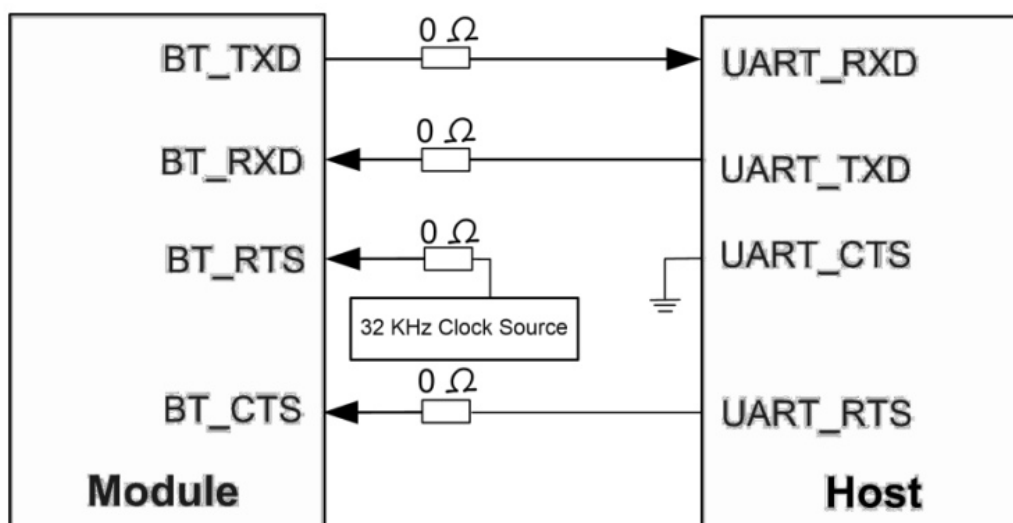 0 Ω
BT_TXD
UART_RXD
0 Ω
BT_RXD
UART_TXD
0 Ω
BT_RTS
UART_CTS
32 KHz Clock Source
0 Ω
BT_CTS
UART_RTS
Module
Host